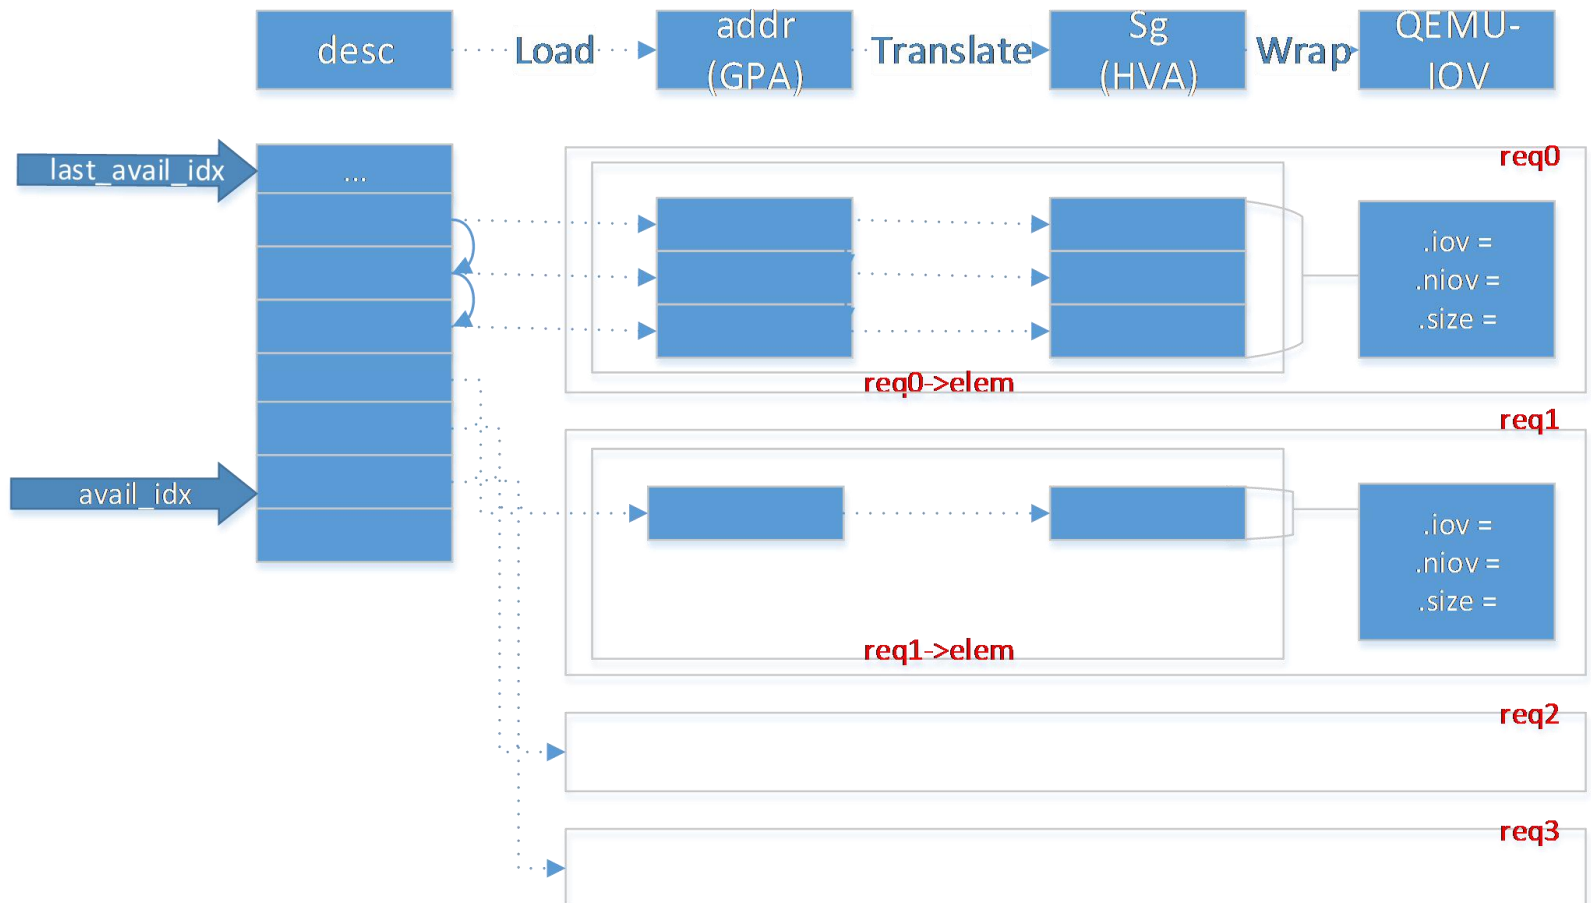 desc
Load
addr
(GPA)
Translate
Sg
(HVA)
Wrap
QEMU-
IOV
last_avail_idx
...
req0
.iov =
.niov =
.size =
req0->elem
req1
avail_idx
.iov =
.niov =
.size =
req1->elem
req2
req3